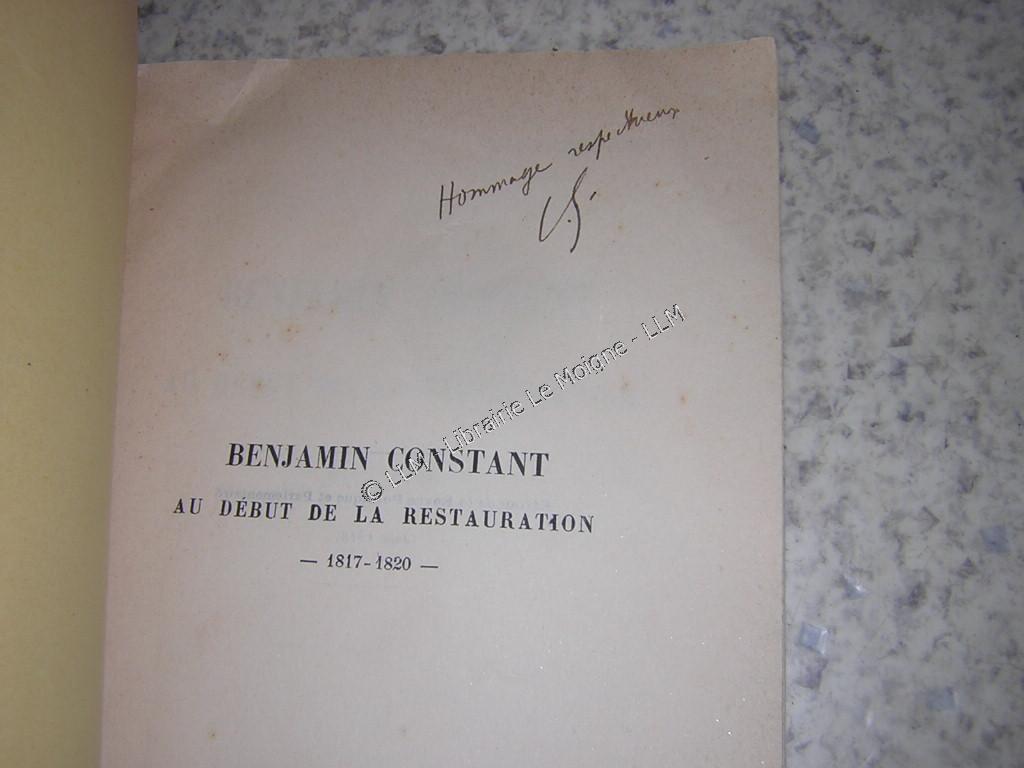 Hommage respectueux
BENJAMIN CONSTANT
AU DÉBUT DE LA RESTAURATION
— 1817-1820 —
© LLM - Librairie Le Moigne - LLM